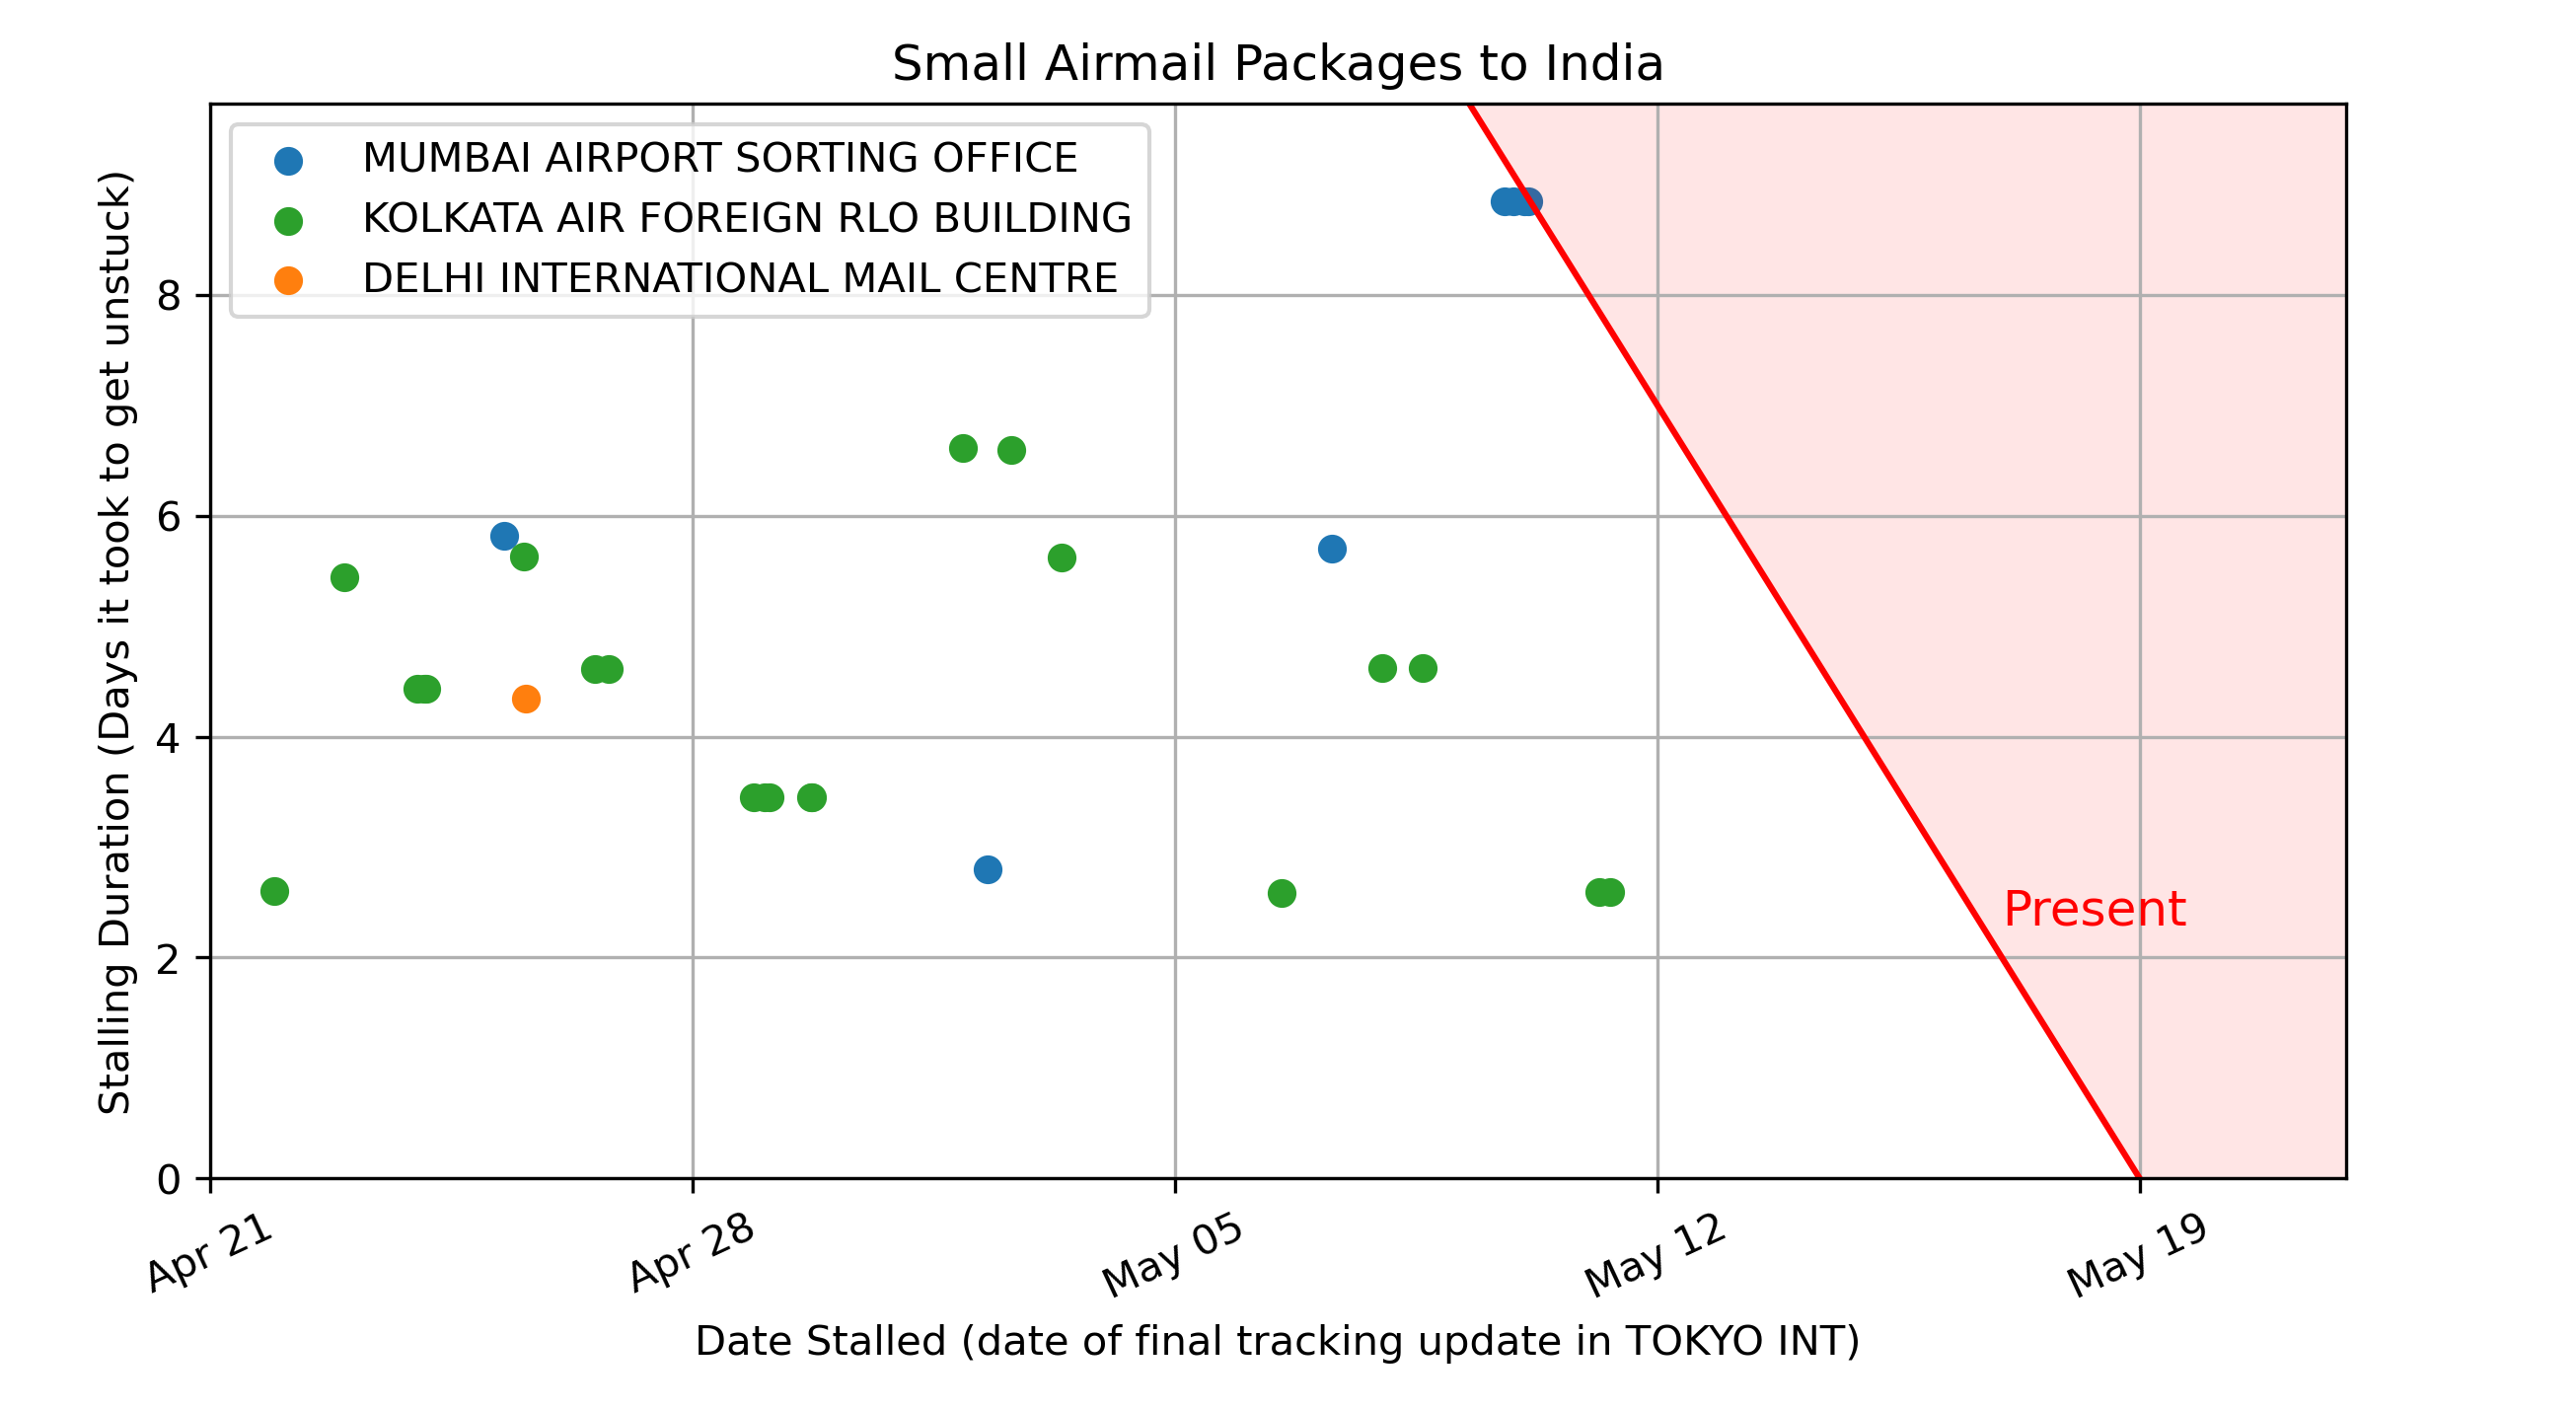 Small Airmail Packages to India
MUMBAI AIRPORT SORTING OFFICE
KOLKATA AIR FOREIGN RLO BUILDING
DELHI INTERNATIONAL MAIL CENTRE
Stalling Duration (Days it took to get unstuck)
8
6
4
2
0
Present
Apr 21
Apr 28
May 05
May 12
May 19
Date Stalled (date of final tracking update in TOKYO INT)